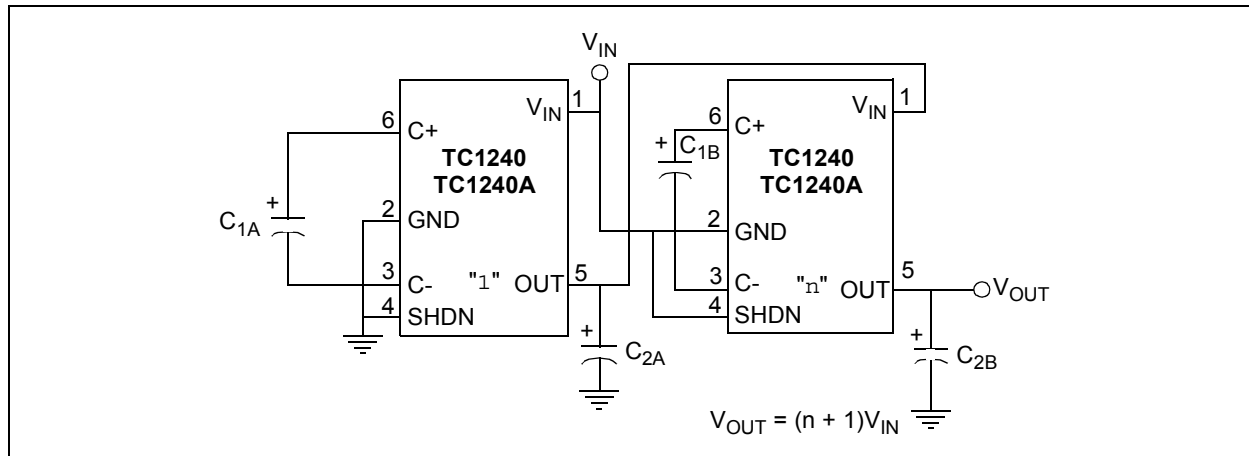 V_IN
1
V_IN
6
C+
TC1240
TC1240A
C_1A
+
2
GND
3
C-
"1"
OUT
5
4
SHDN
+
C_2A
1
V_IN
6
C+
+
C_1B
TC1240
TC1240A
2
GND
3
C-
"n"
OUT
5
V_OUT
4
SHDN
+
C_2B
V_OUT = (n + 1)V_IN